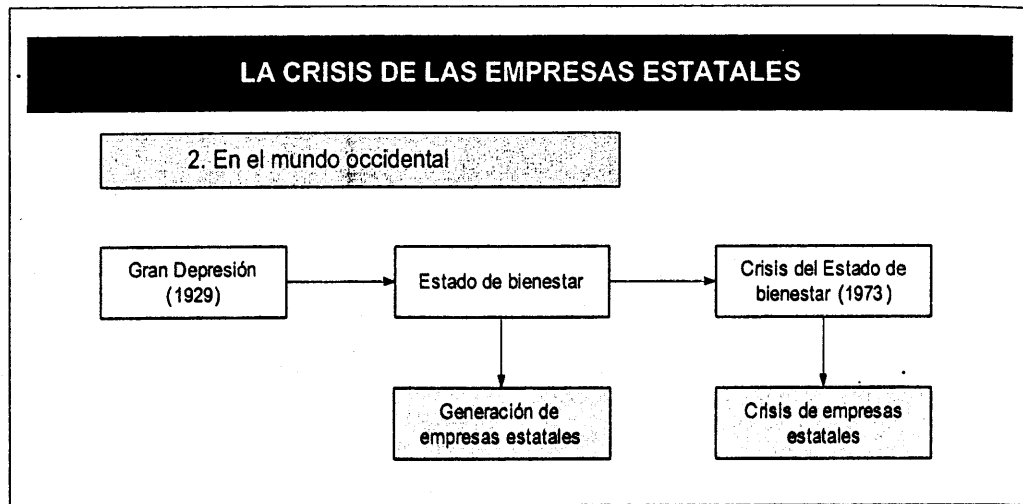 LA CRISIS DE LAS EMPRESAS ESTATALES
2. En el mundo occidental
Gran Depresión
(1929)
Estado de bienestar
Crisis del Estado de
bienestar (1973)
Generación de
empresas estatales
Crisis de empresas
estatales